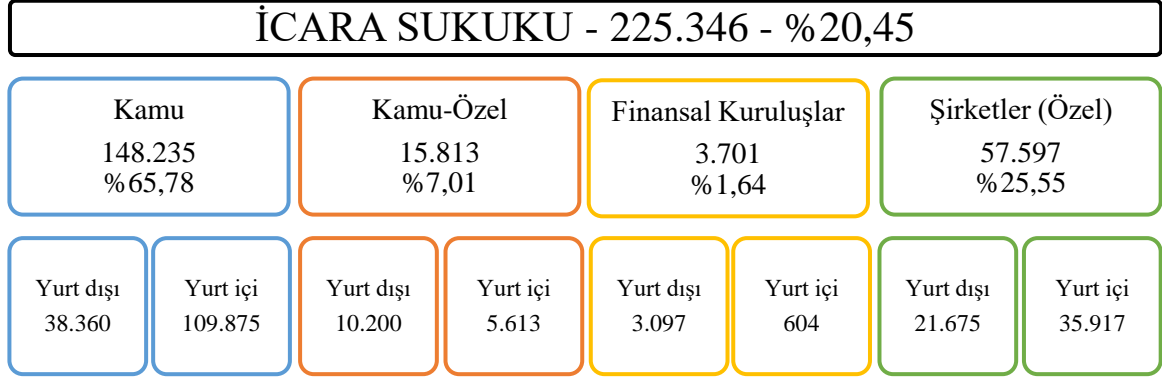 İCARA SUKUKU - 225.346 - %20,45
Kamu
148.235
%65,78
Kamu-Özel
15.813
%7,01
Finansal Kuruluşlar
3.701
%1,64
Şirketler (Özel)
57.597
%25,55
Yurt dışı
38.360
Yurt içi
109.875
Yurt dışı
10.200
Yurt içi
5.613
Yurt dışı
3.097
Yurt içi
604
Yurt dışı
21.675
Yurt içi
35.917